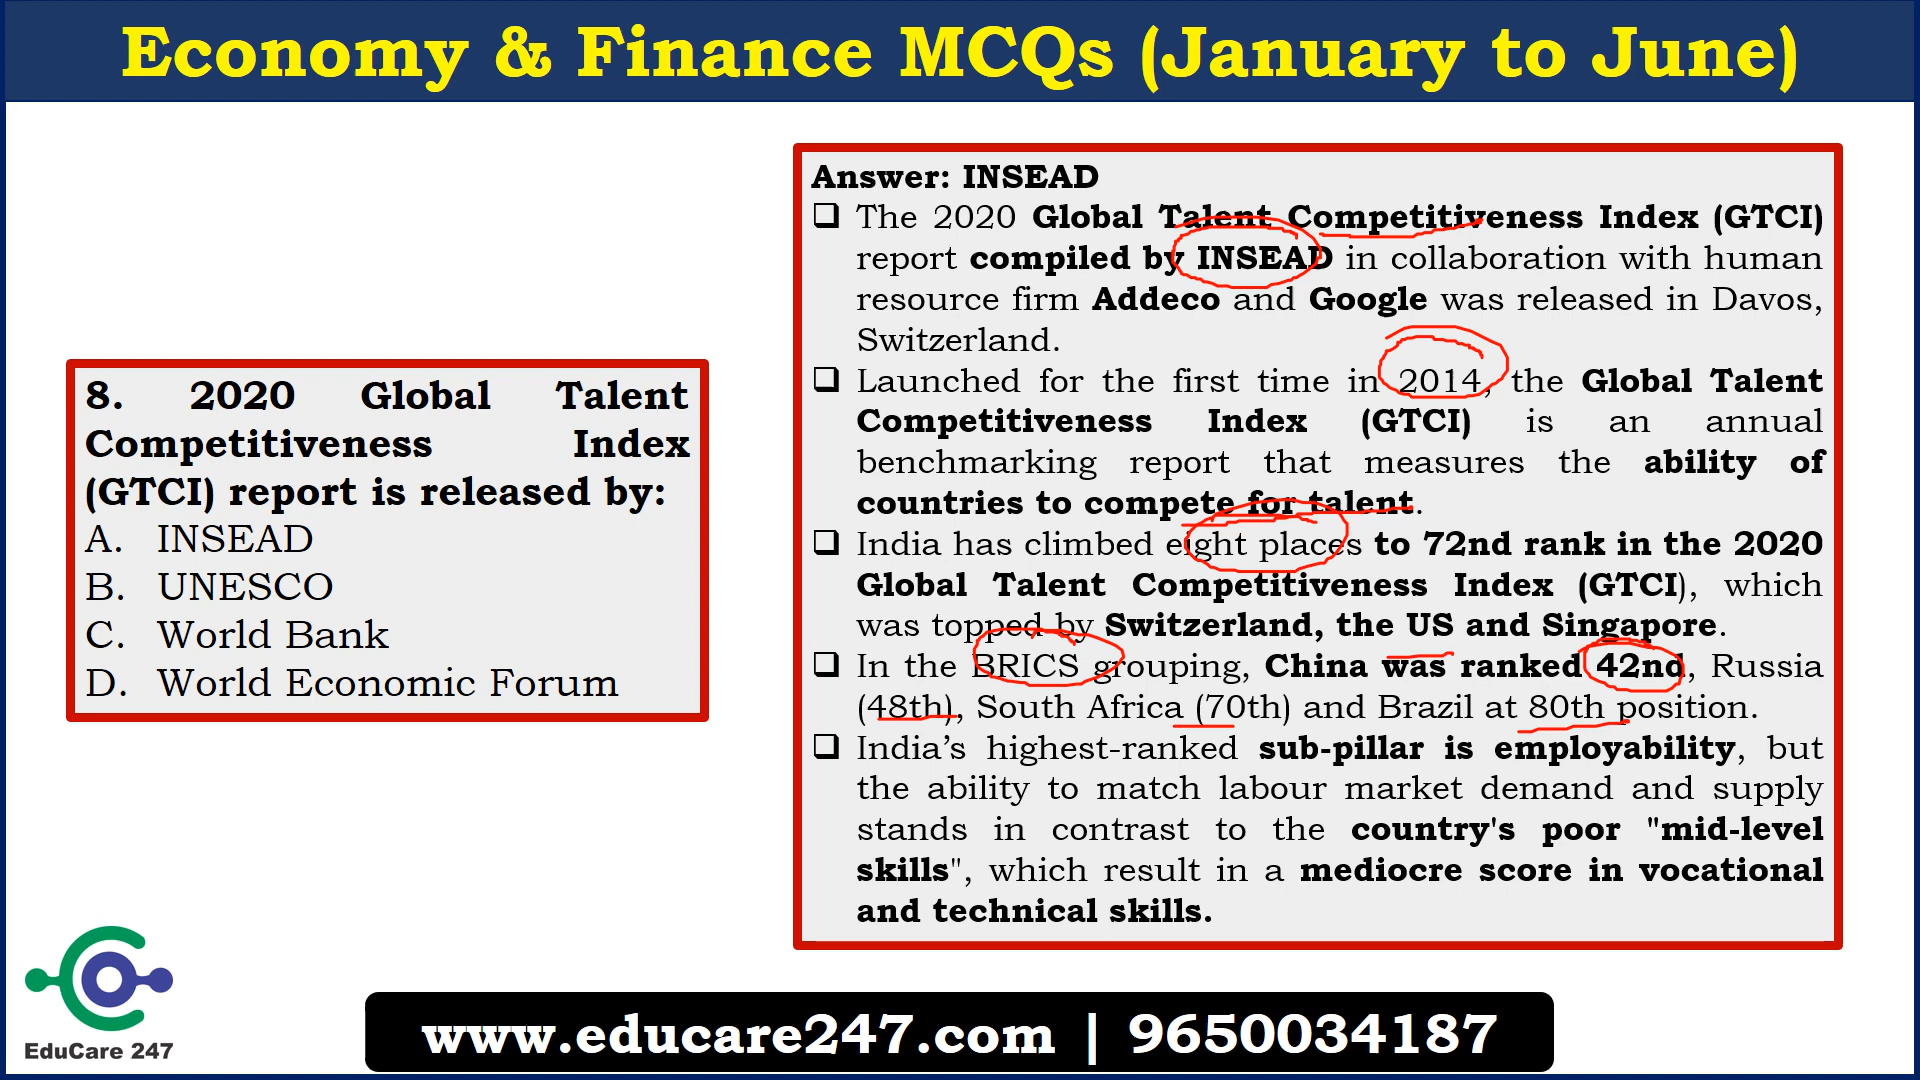 Economy & Finance MCQs (January to June)
8. 2020 Global Talent
Competitiveness Index
(GTCI) report is released by:
A. INSEAD
B. UNESCO
C. World Bank
D. World Economic Forum
Answer: INSEAD
❑ The 2020 Global Talent Competitiveness Index (GTCI)
report compiled by INSEAD in collaboration with human
resource firm Addeco and Google was released in Davos,
Switzerland.
❑ Launched for the first time in 2014, the Global Talent
Competitiveness Index (GTCI) is an annual
benchmarking report that measures the ability of
countries to compete for talent.
❑ India has climbed eight places to 72nd rank in the 2020
Global Talent Competitiveness Index (GTCI), which
was topped by Switzerland, the US and Singapore.
❑ In the BRICS grouping, China was ranked 42nd, Russia
(48th), South Africa (70th) and Brazil at 80th position.
❑ India’s highest-ranked sub-pillar is employability, but
the ability to match labour market demand and supply
stands in contrast to the country's poor "mid-level
skills", which result in a mediocre score in vocational
and technical skills.
EduCare 247
www.educare247.com | 9650034187